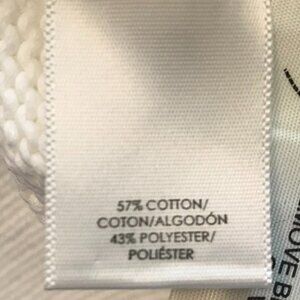 57% COTTON/
COTON/ALGODÓN
43% POLYESTER/
POLIÉSTER